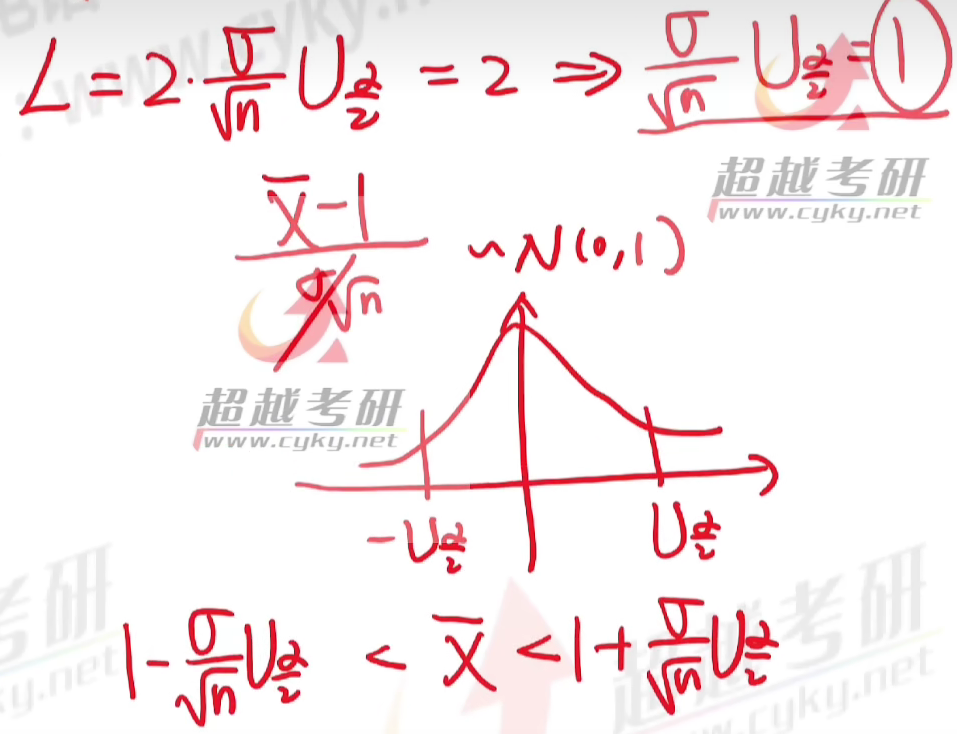 L = 2·σ/√n U_{α/2} = 2 ⇒ σ/√n U_{α/2} = ①
超越考研
www.cyky.net
(X̄-1)/(σ/√n) ~ N(0,1)
超越考研
www.cyky.net
-U_{α/2} U_{α/2}
1 - σ/√n U_{α/2} < X̄ < 1 + σ/√n U_{α/2}